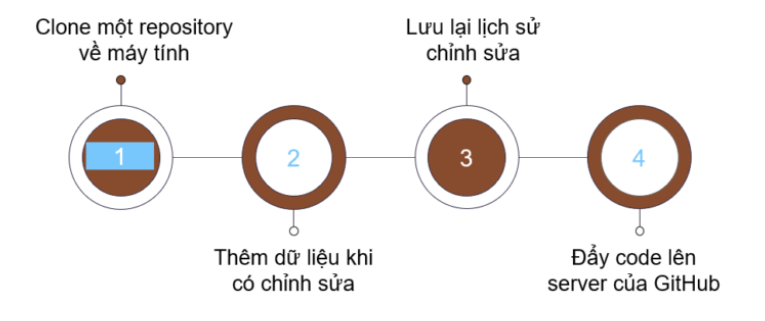 Clone một repository
về máy tính
Lưu lại lịch sử
chỉnh sửa
1
2
3
4
Thêm dữ liệu khi
có chỉnh sửa
Đẩy code lên
server của GitHub